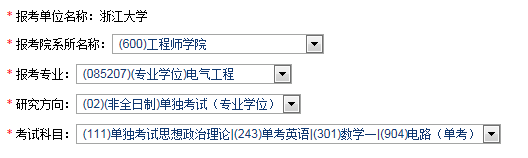 * 报考单位名称：浙江大学
* 报考院系所名称：(600)工程师学院
* 报考专业：(085207)(专业学位)电气工程
* 研究方向：(02)(非全日制)单独考试（专业学位）
* 考试科目：(111)单独考试思想政治理论|(243)单考英语|(301)数学一|(904)电路（单考）